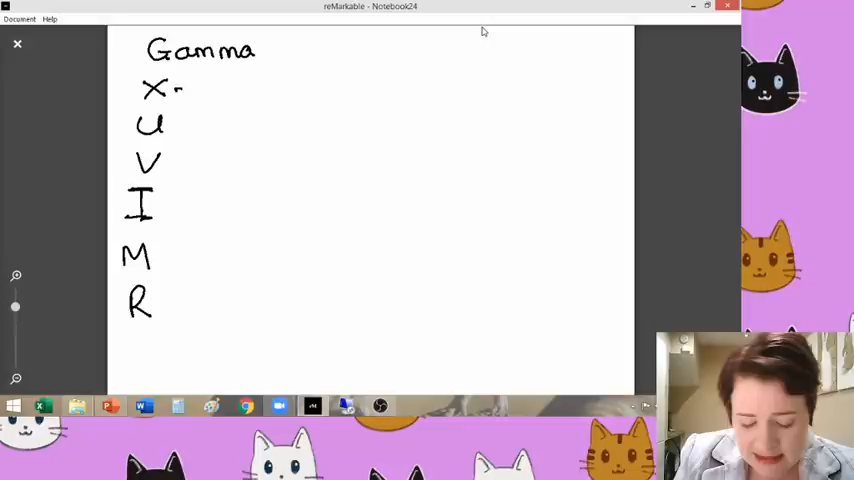 reMarkable - Notebook24
Document Help
Gamma
X-
U
V
I
M
R